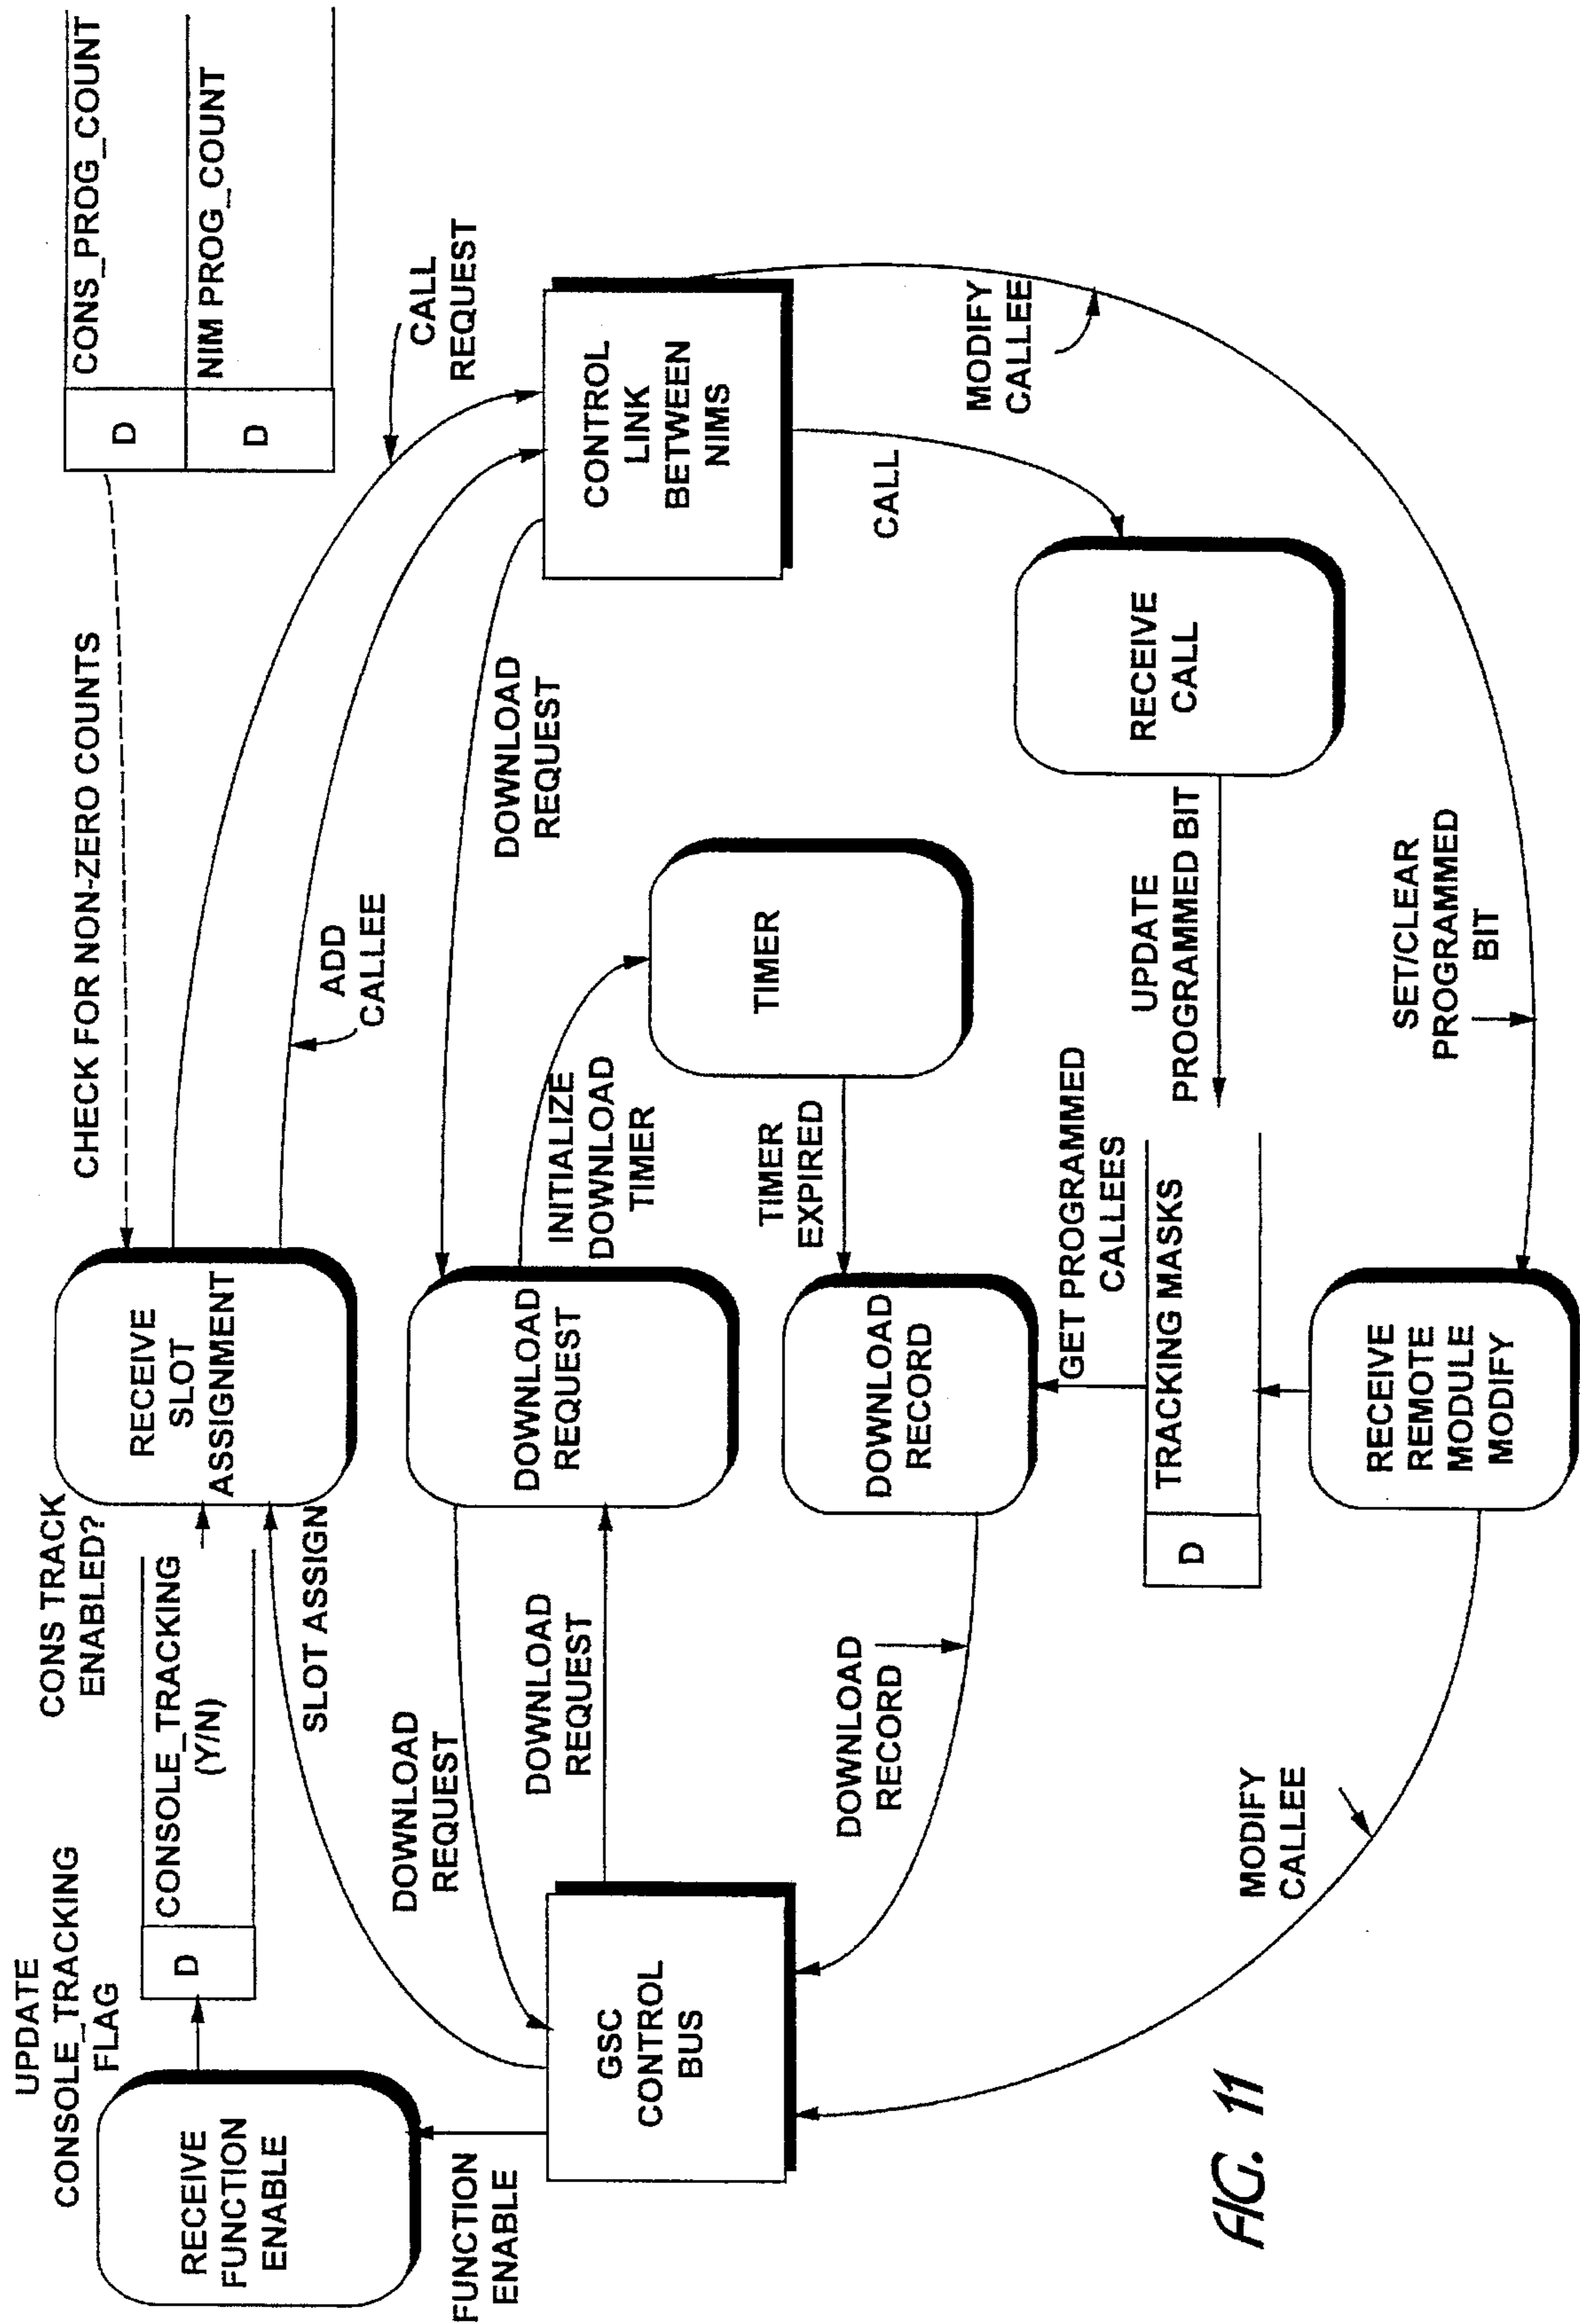 UPDATE
CONSOLE_TRACKING
FLAG
RECEIVE
FUNCTION
ENABLE
FUNCTION
ENABLE
D
CONSOLE_TRACKING
(Y/N)
CONS TRACK
ENABLED?
SLOT ASSIGN
RECEIVE
SLOT
ASSIGNMENT
CHECK FOR NON-ZERO COUNTS
D
CONS_PROG_COUNT
D
NIM PROG_COUNT
CALL
REQUEST
ADD
CALLEE
GSC
CONTROL
BUS
DOWNLOAD
REQUEST
DOWNLOAD
REQUEST
DOWNLOAD
REQUEST
DOWNLOAD
REQUEST
CONTROL
LINK
BETWEEN
NIMS
INITIALIZE
DOWNLOAD
TIMER
TIMER
TIMER
EXPIRED
DOWNLOAD
RECORD
DOWNLOAD
RECORD
MODIFY
CALLEE
CALL
RECEIVE
CALL
UPDATE
PROGRAMMED BIT
GET PROGRAMMED
CALLEES
D
TRACKING MASKS
SET/CLEAR
PROGRAMMED
BIT
RECEIVE
REMOTE
MODULE
MODIFY
MODIFY
CALLEE
FIG. 11